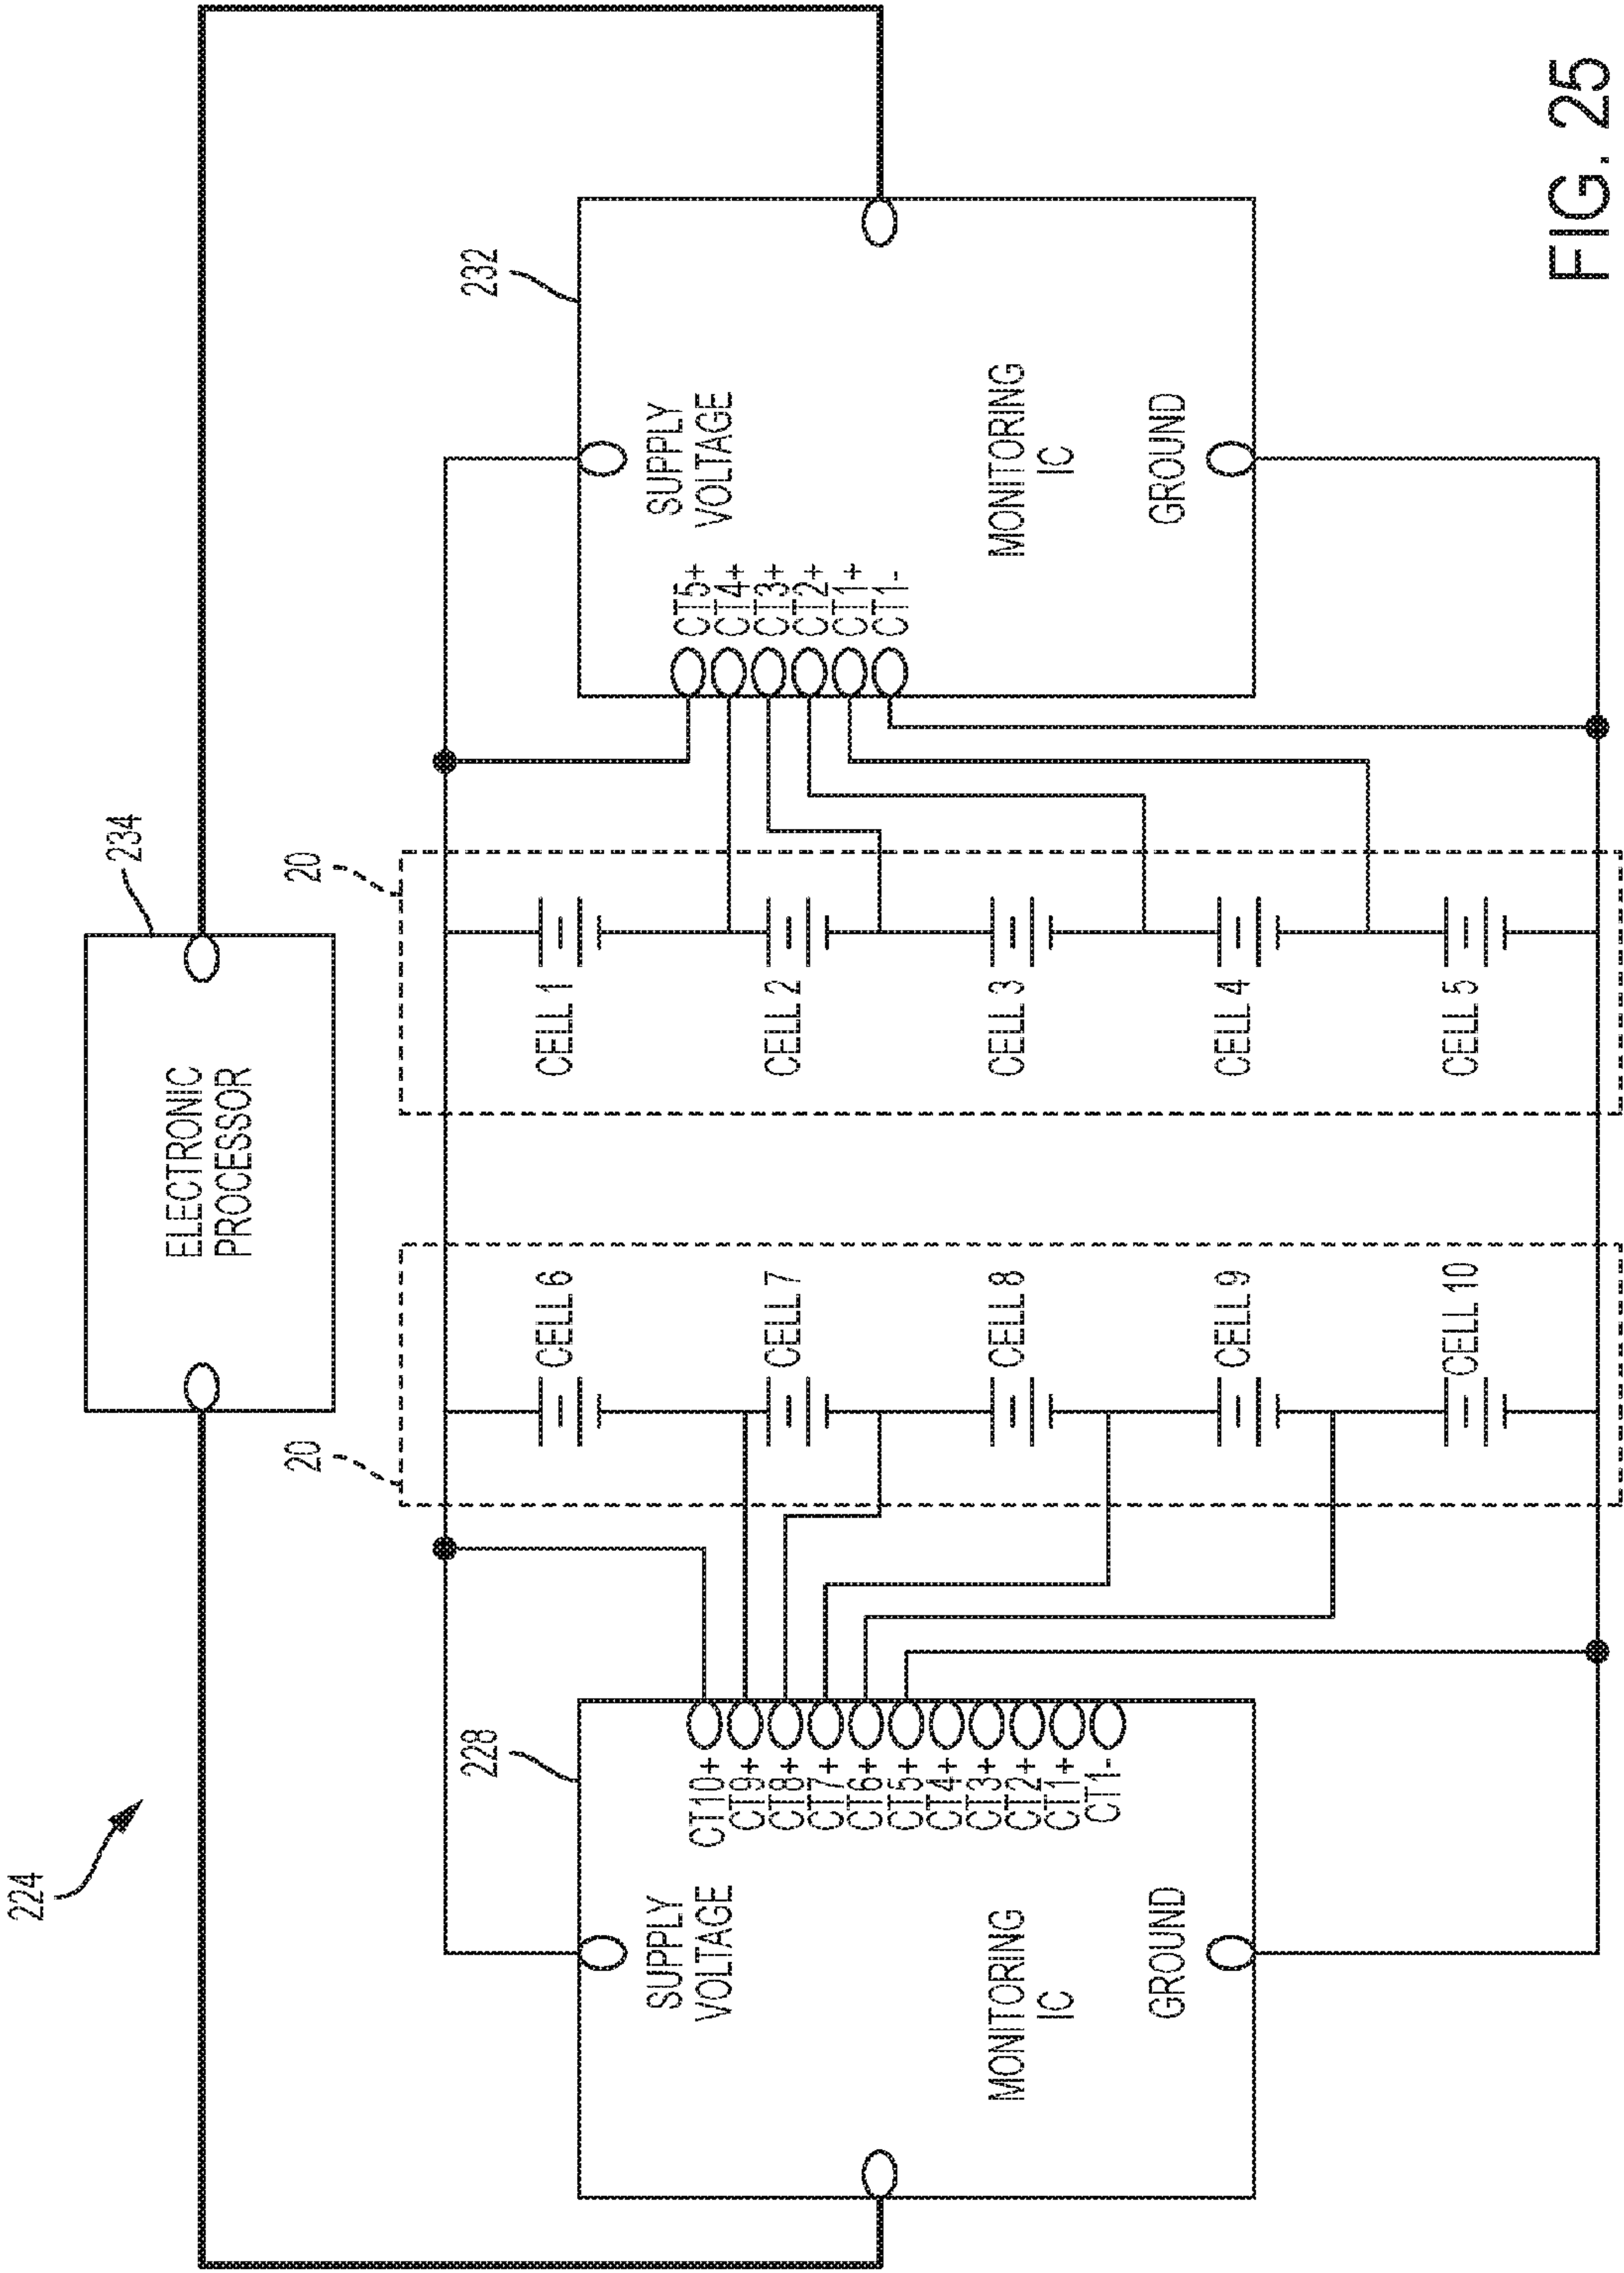 224
ELECTRONIC
PROCESSOR
234
20
20
228
SUPPLY
VOLTAGE
CT10+
CT9+
CT8+
CT7+
CT6+
CT5+
CT4+
CT3+
CT2+
CT1+
CT1-
MONITORING
IC
GROUND
CELL 6
CELL 7
CELL 8
CELL 9
CELL 10
CELL 1
CELL 2
CELL 3
CELL 4
CELL 5
232
SUPPLY
VOLTAGE
CT5+
CT4+
CT3+
CT2+
CT1+
CT1-
MONITORING
IC
GROUND
FIG. 25